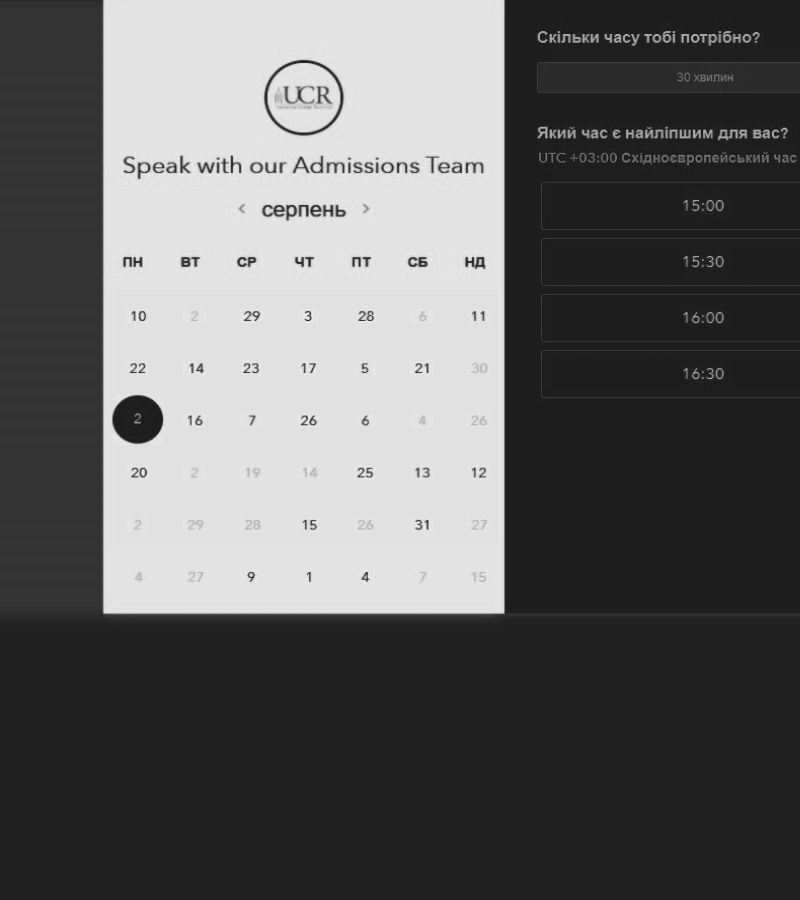 UCR
Speak with our Admissions Team
< серпень >
ПН ВТ СР ЧТ ПТ СБ НД
10 2 29 3 28 6 11
22 14 23 17 5 21 30
2 16 7 26 6 4 26
20 2 19 14 25 13 12
2 29 28 15 26 31 27
4 27 9 1 4 7 15
Скільки часу тобі потрібно?
30 хвилин
Який час є найліпшим для вас?
UTC +03:00 Східноєвропейський час
15:00
15:30
16:00
16:30